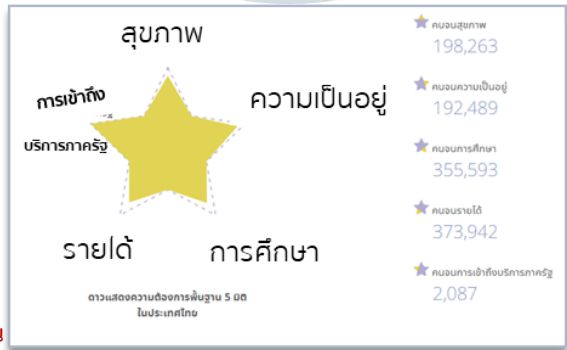 สุขภาพ
การเข้าถึง
บริการภาครัฐ
ความเป็นอยู่
รายได้
การศึกษา
ดาวแสดงความต้องการพื้นฐาน 5 มิติ
ในประเทศไทย
คนจนสุขภาพ
198,263
คนจนความเป็นอยู่
192,489
คนจนการศึกษา
355,593
คนจนรายได้
373,942
คนจนการเข้าถึงบริการภาครัฐ
2,087